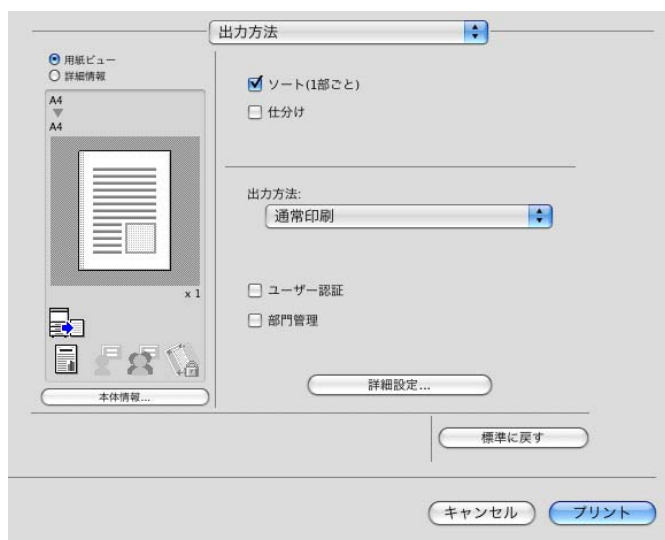 出力方法
用紙ビュー
詳細情報
A4
A4
x 1
本体情報...
ソート(1部ごと)
仕分け
出力方法:
通常印刷
ユーザー認証
部門管理
詳細設定...
標準に戻す
キャンセル
プリント